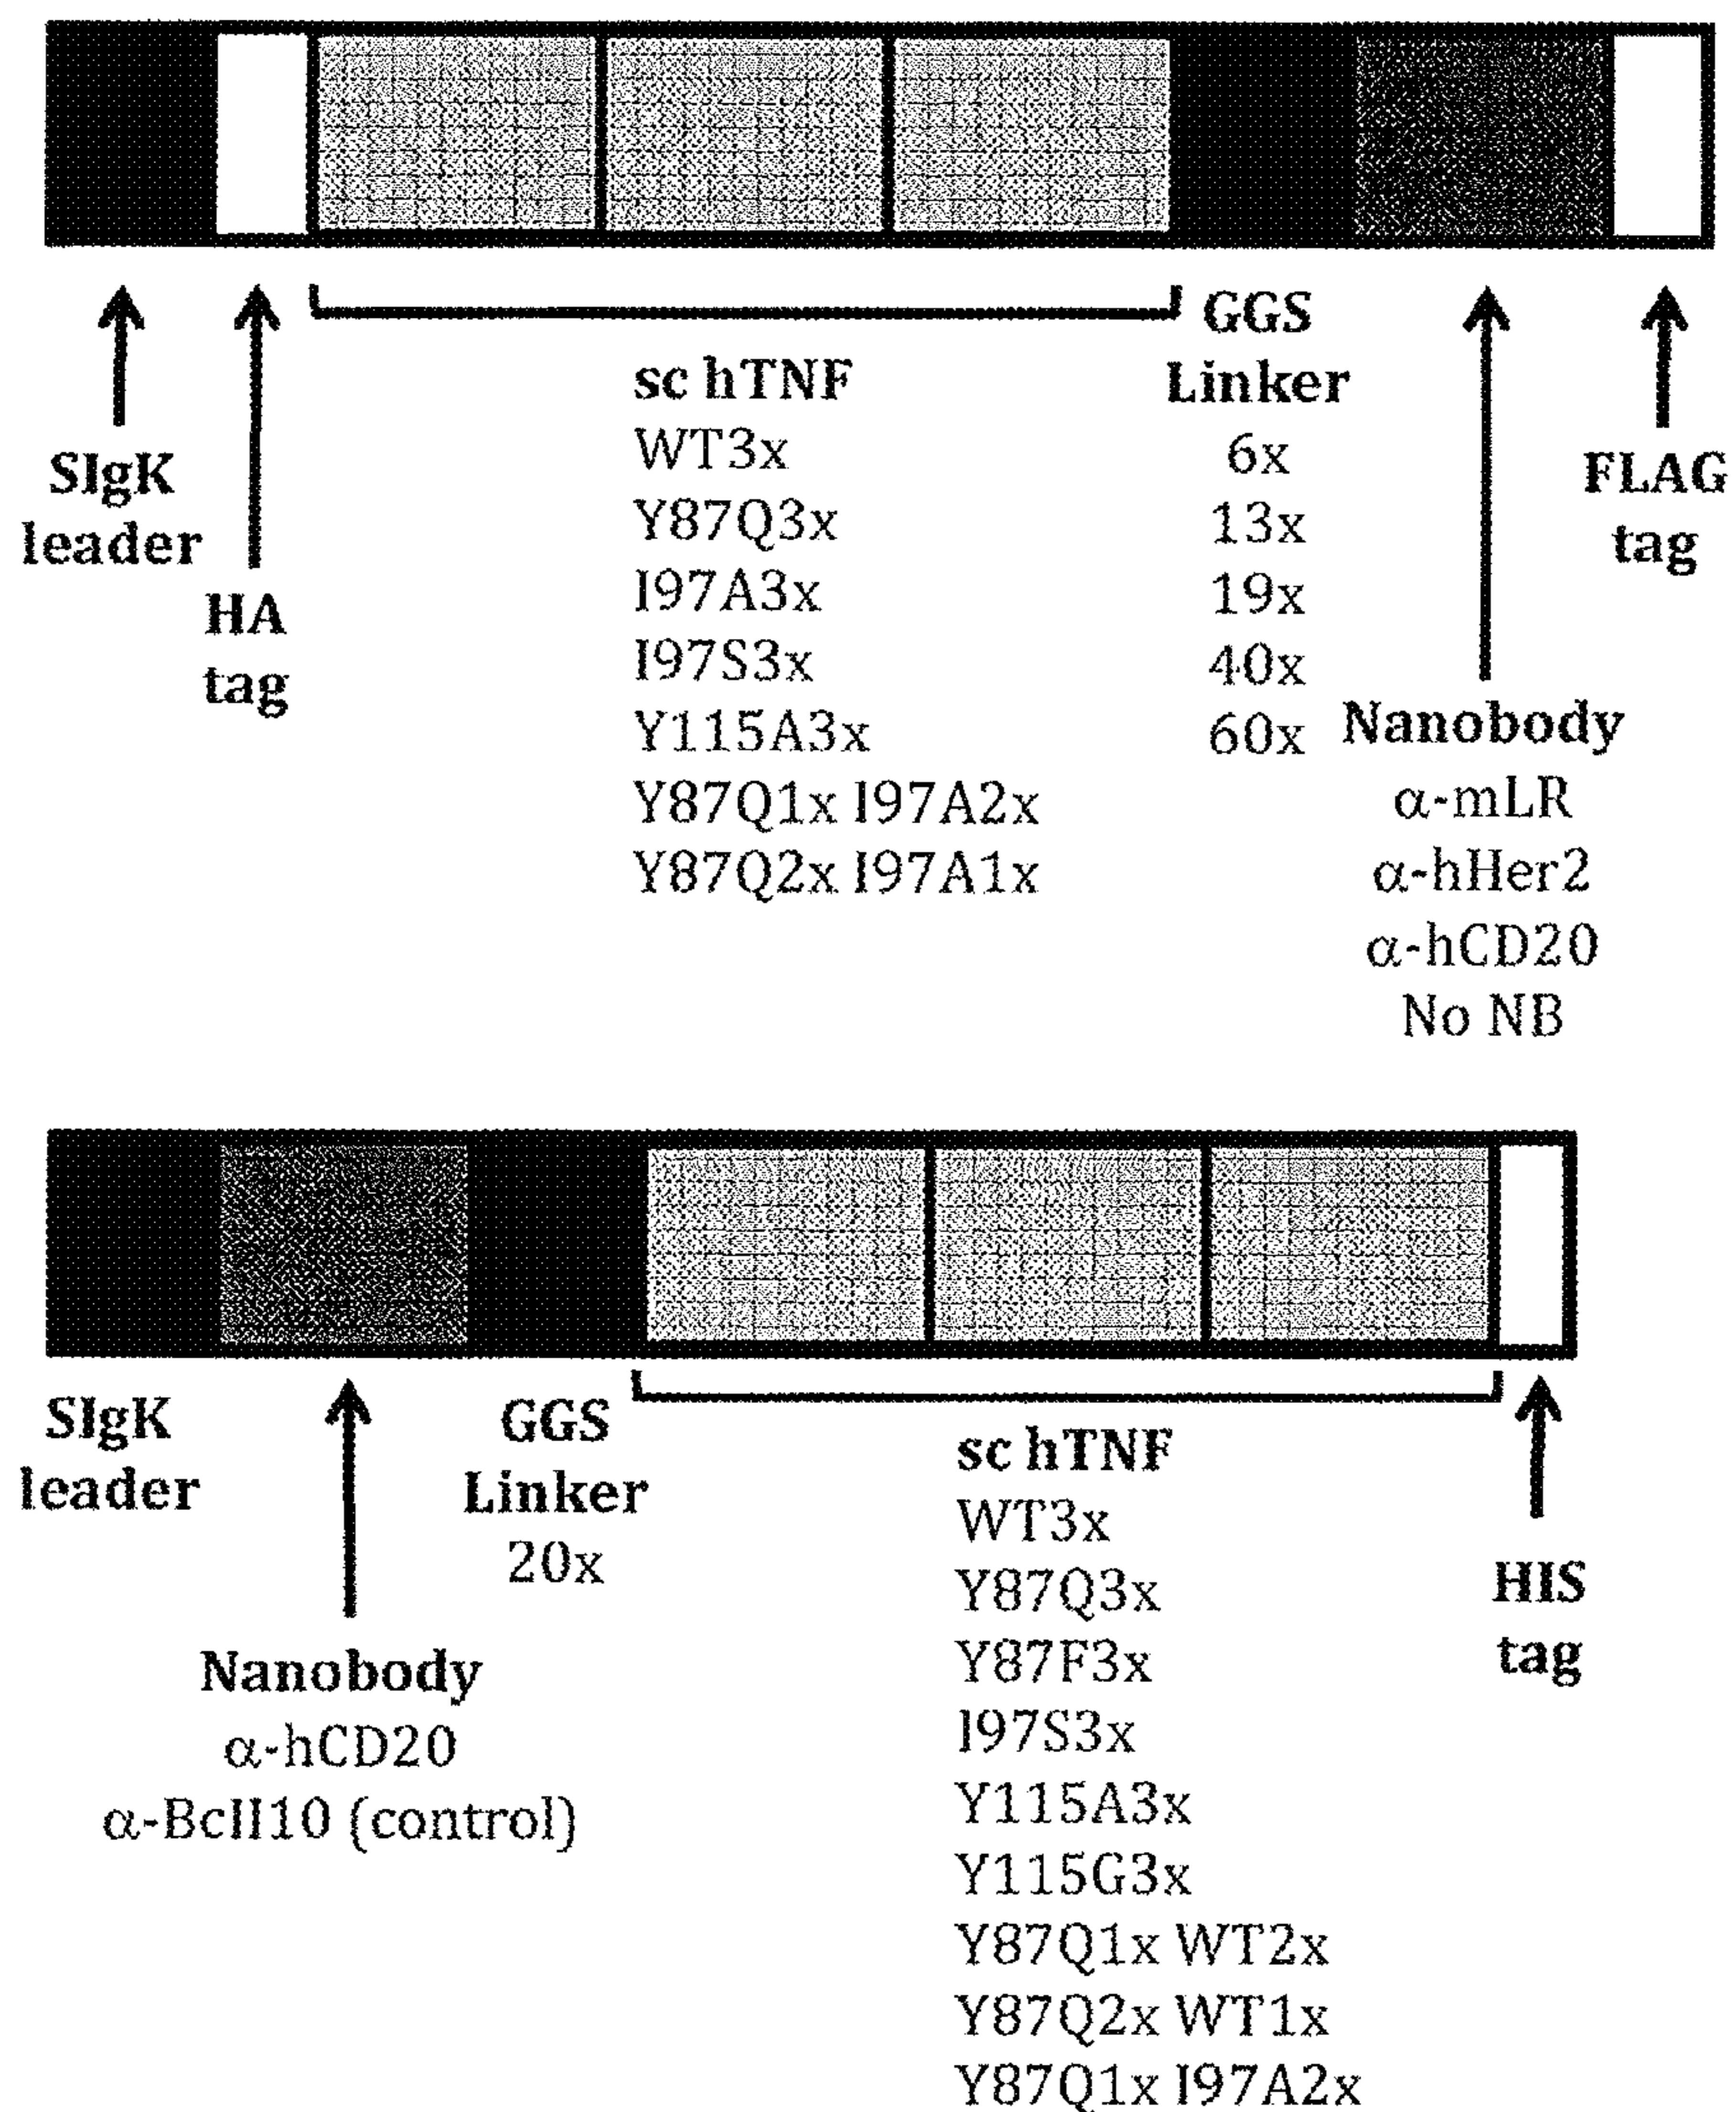 SIgK
leader
HA
tag
sc hTNF
WT3x
Y87Q3x
I97A3x
I97S3x
Y115A3x
Y87Q1x I97A2x
Y87Q2x I97A1x
GGS
Linker
6x
13x
19x
40x
60x
Nanobody
α-mLR
α-hHer2
α-hCD20
No NB
FLAG
tag
SIgK
leader
Nanobody
α-hCD20
α-BcII10 (control)
GGS
Linker
20x
sc hTNF
WT3x
Y87Q3x
Y87F3x
I97S3x
Y115A3x
Y115G3x
Y87Q1x WT2x
Y87Q2x WT1x
Y87Q1x I97A2x
HIS
tag